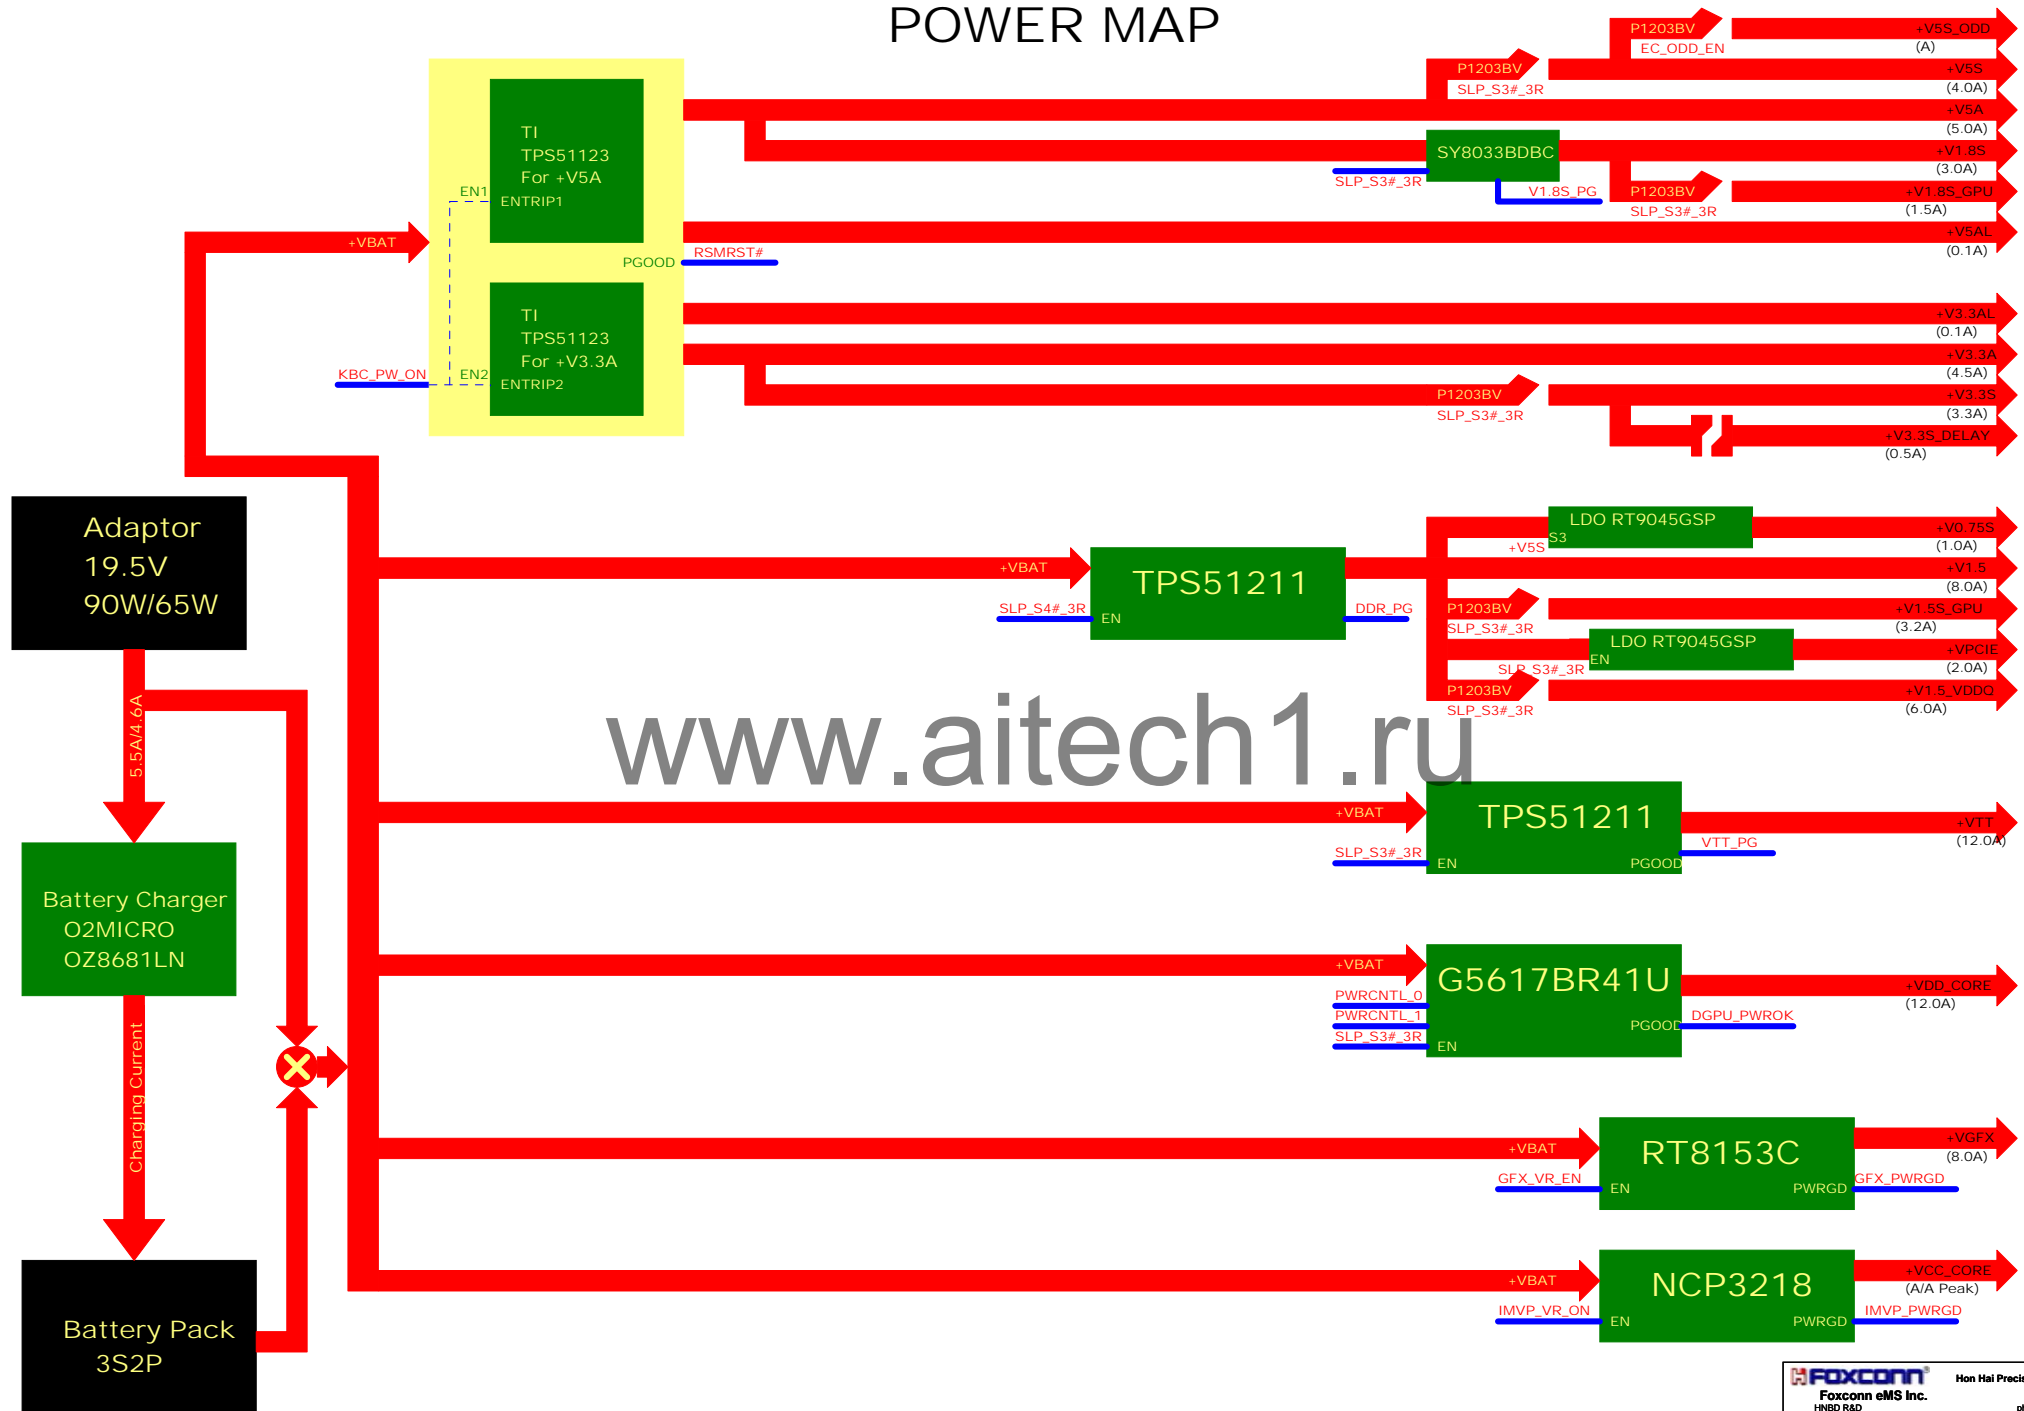 POWER MAP
P1203BV
EC_ODD_EN
+V5S_ODD
(A)
P1203BV
SLP_S3#_3R
+V5S
(4.0A)
+V5A
(5.0A)
TI
TPS51123
For +V5A
EN1
ENTRIP1
SY8033BDBC
SLP_S3#_3R
V1.8S_PG
+V1.8S
(3.0A)
P1203BV
SLP_S3#_3R
+V1.8S_GPU
(1.5A)
+VBAT
+V5AL
(0.1A)
PGOOD
RSMRST#
TI
TPS51123
For +V3.3A
EN2
ENTRIP2
KBC_PW_ON
+V3.3AL
(0.1A)
+V3.3A
(4.5A)
P1203BV
SLP_S3#_3R
+V3.3S
(3.3A)
+V3.3S_DELAY
(0.5A)
Adaptor
19.5V
90W/65W
5.5A/4.6A
+VBAT
TPS51211
SLP_S4#_3R
EN
DDR_PG
LDO RT9045GSP
S3
+V5S
+V0.75S
(1.0A)
+V1.5
(8.0A)
P1203BV
SLP_S3#_3R
+V1.5S_GPU
(3.2A)
LDO RT9045GSP
EN
SLP_S3#_3R
+VPCIE
(2.0A)
P1203BV
SLP_S3#_3R
+V1.5_VDDQ
(6.0A)
www.aitech1.ru
+VBAT
TPS51211
SLP_S3#_3R
EN
PGOOD
VTT_PG
+VTT
(12.0A)
Battery Charger
O2MICRO
OZ8681LN
Charging Current
+VBAT
G5617BR41U
PWRCNTL_0
PWRCNTL_1
SLP_S3#_3R
EN
PGOOD
DGPU_PWROK
+VDD_CORE
(12.0A)
+VBAT
RT8153C
GFX_VR_EN
EN
PWRGD
GFX_PWRGD
+VGFX
(8.0A)
+VBAT
NCP3218
IMVP_VR_ON
EN
PWRGD
IMVP_PWRGD
+VCC_CORE
(A/A Peak)
Battery Pack
3S2P
FOXCONN®
Hon Hai Precis
Foxconn eMS Inc.
HNBD R&D